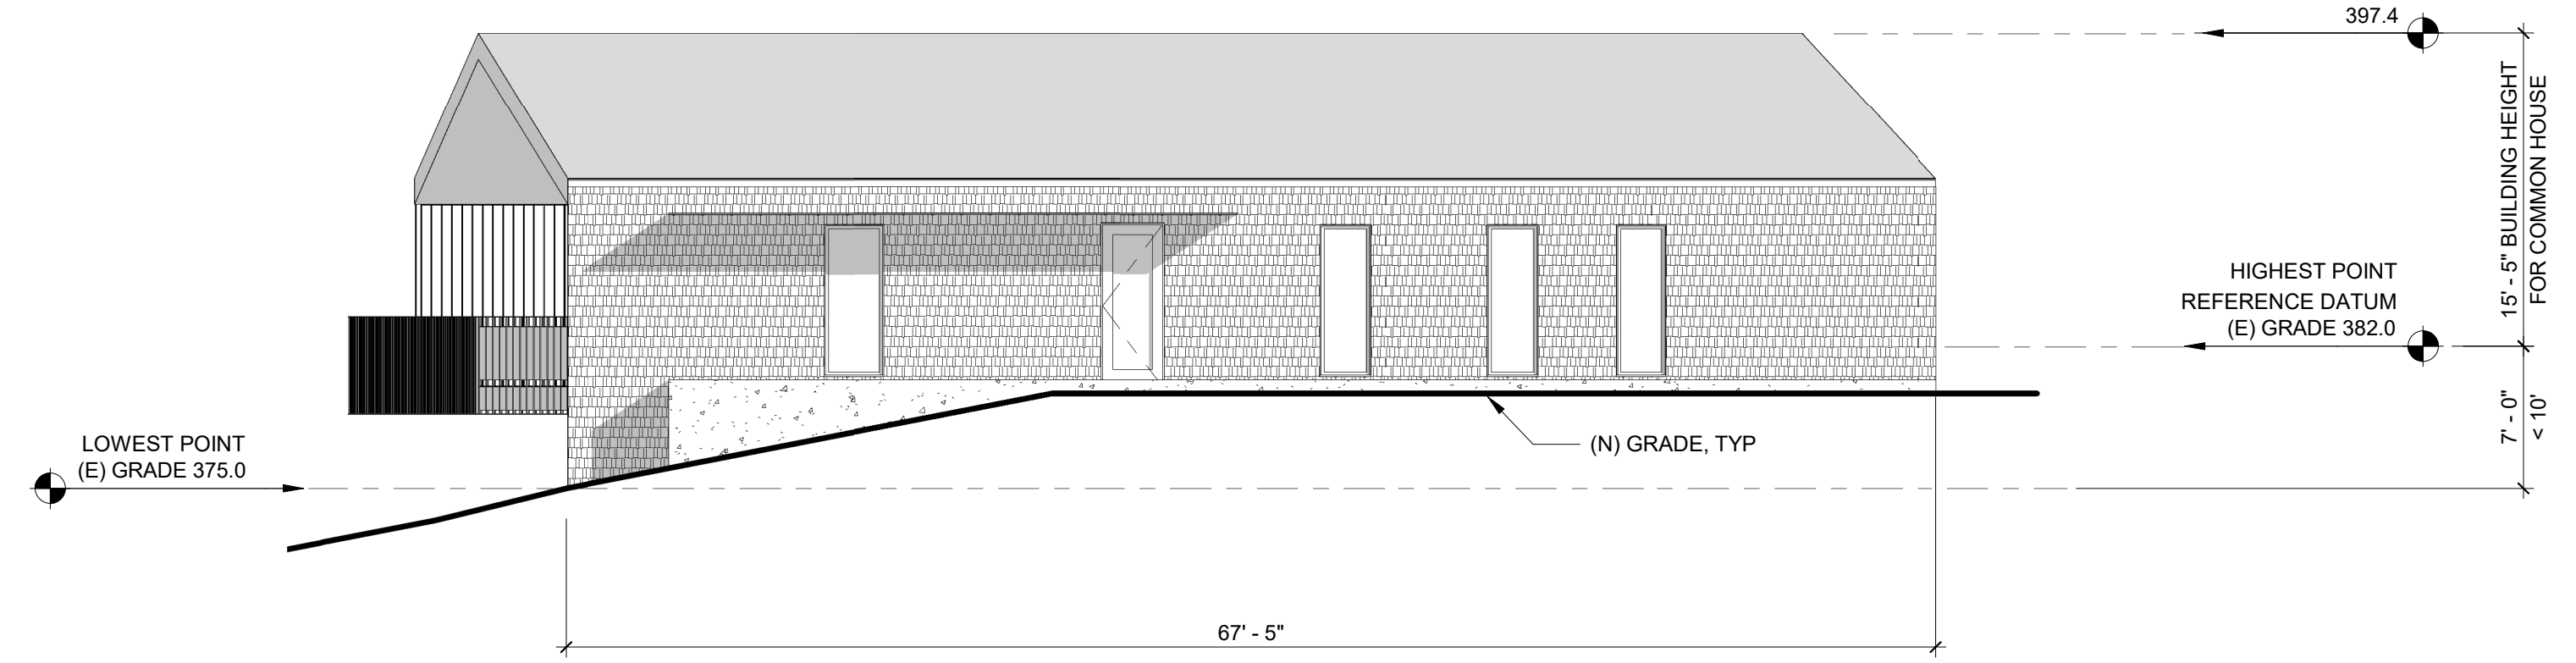 397.4
15' - 5" BUILDING HEIGHT
FOR COMMON HOUSE
HIGHEST POINT
REFERENCE DATUM
(E) GRADE 382.0
7' - 0"
< 10'
LOWEST POINT
(E) GRADE 375.0
(N) GRADE, TYP
67' - 5"